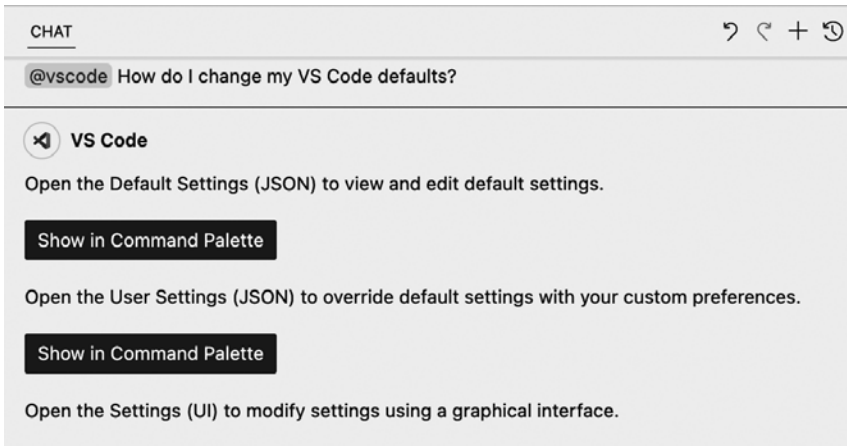 CHAT
@vscode How do I change my VS Code defaults?
VS Code
Open the Default Settings (JSON) to view and edit default settings.
Show in Command Palette
Open the User Settings (JSON) to override default settings with your custom preferences.
Show in Command Palette
Open the Settings (UI) to modify settings using a graphical interface.